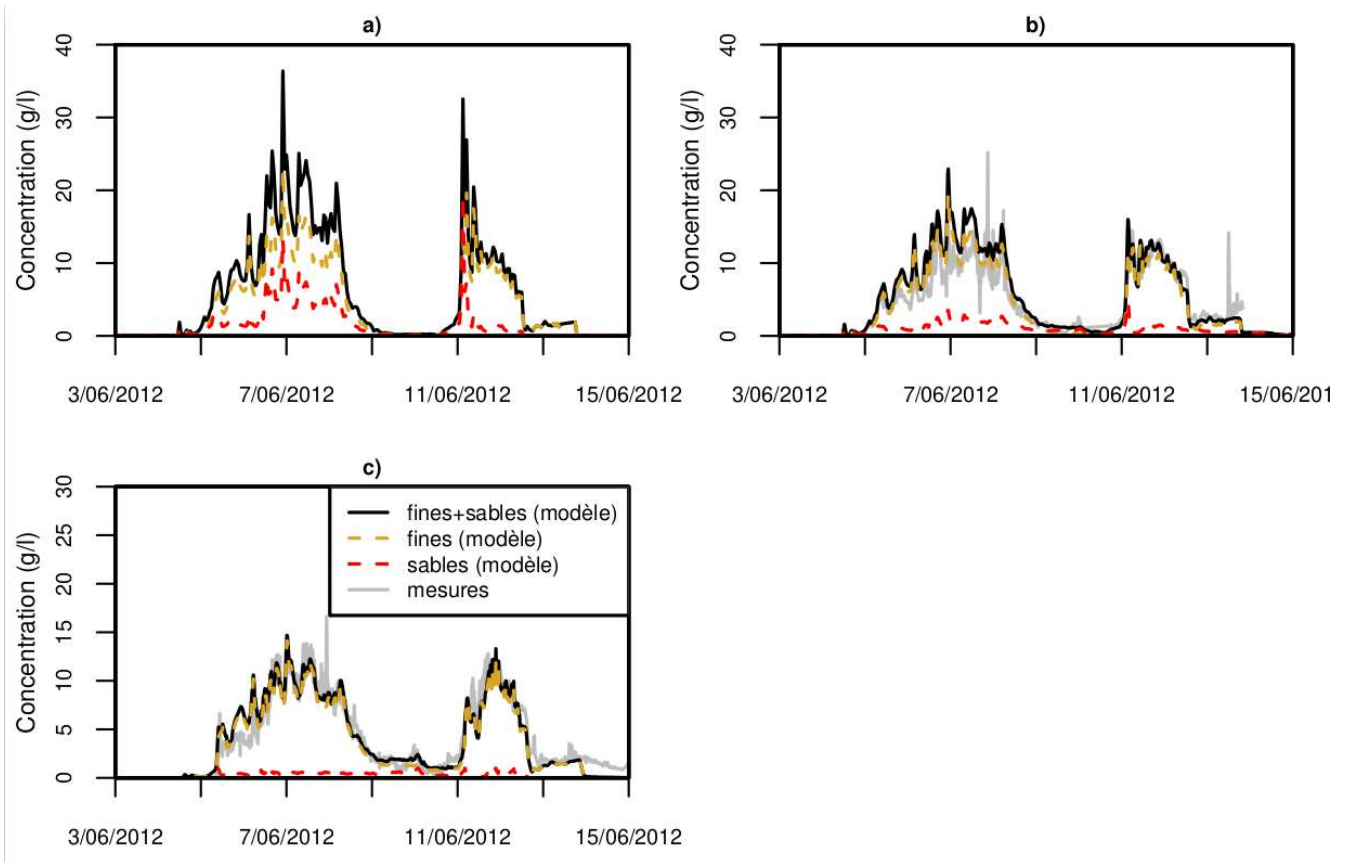 a)
Concentration (g/l)
40
30
20
10
0
3/06/2012 7/06/2012 11/06/2012 15/06/2012
b)
Concentration (g/l)
40
30
20
10
0
3/06/2012 7/06/2012 11/06/2012 15/06/201
c)
Concentration (g/l)
30
25
20
15
10
5
0
fines+sables (modèle)
fines (modèle)
sables (modèle)
mesures
3/06/2012 7/06/2012 11/06/2012 15/06/2012